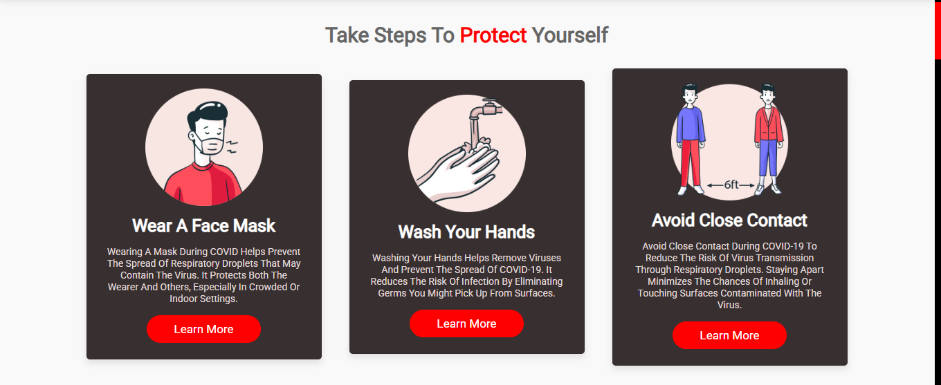 Take Steps To Protect Yourself
Wear A Face Mask
Wearing A Mask During COVID Helps Prevent
The Spread Of Respiratory Droplets That May
Contain The Virus. It Protects Both The
Wearer And Others, Especially In Crowded Or
Indoor Settings.
Learn More
Wash Your Hands
Washing Your Hands Helps Remove Viruses
And Prevent The Spread Of COVID-19. It
Reduces The Risk Of Infection By Eliminating
Germs You Might Pick Up From Surfaces.
Learn More
6ft
Avoid Close Contact
Avoid Close Contact During COVID-19 To
Reduce The Risk Of Virus Transmission
Through Respiratory Droplets. Staying Apart
Minimizes The Chances Of Inhaling Or
Touching Surfaces Contaminated With The
Virus.
Learn More